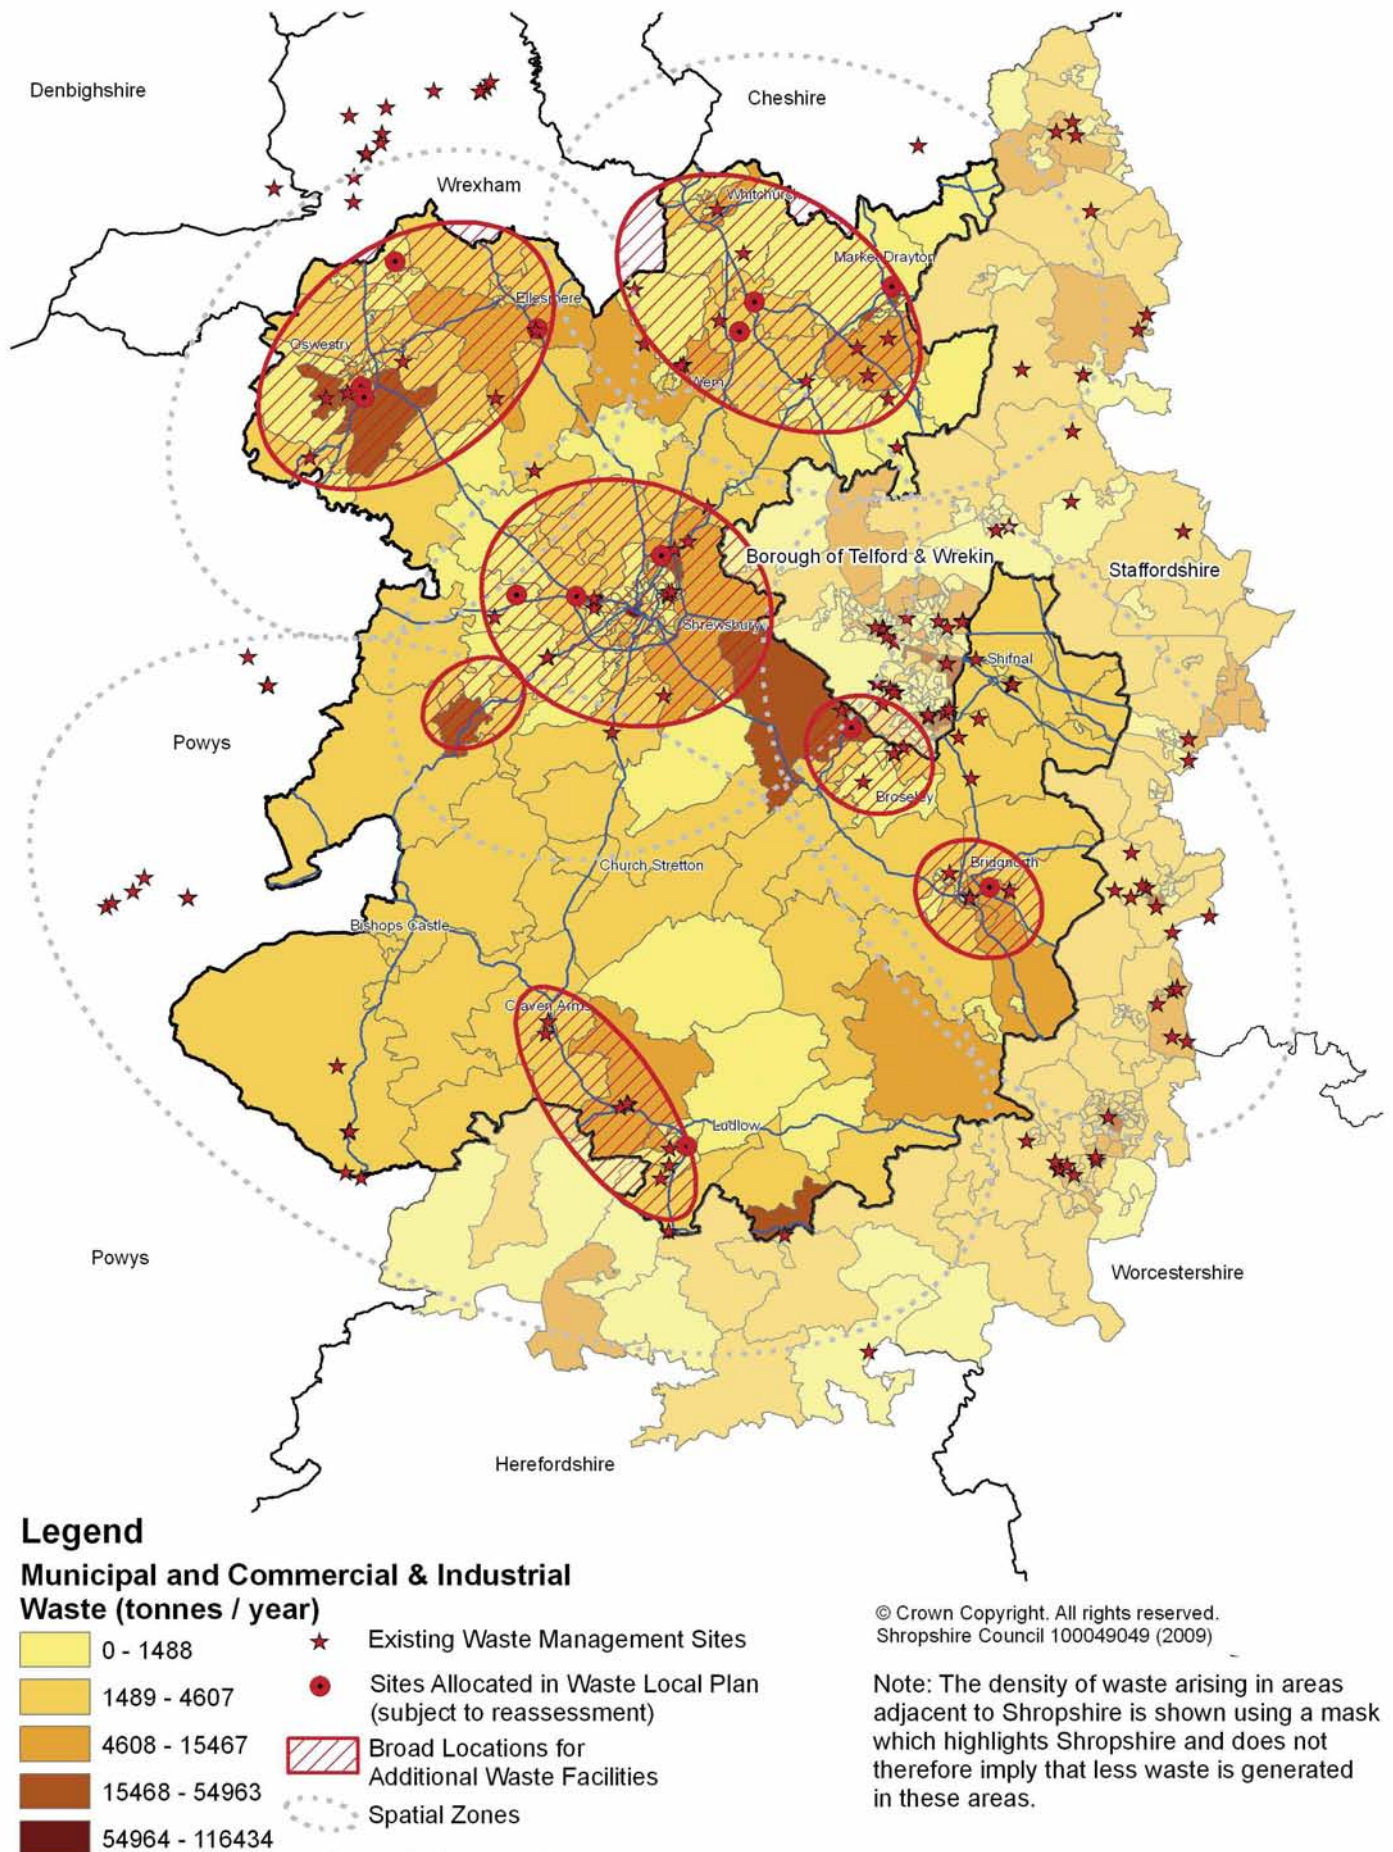 Denbighshire
Cheshire
Wrexham
Whitchurch
Market Drayton
Ellesmere
Oswestry
Wem
Borough of Telford & Wrekin
Staffordshire
Shrewsbury
Shifnal
Powys
Broseley
Church Stretton
Bridgnorth
Bishops Castle
Craven Arms
Ludlow
Powys
Worcestershire
Herefordshire
Legend
Municipal and Commercial & Industrial
Waste (tonnes / year)
0 - 1488
1489 - 4607
4608 - 15467
15468 - 54963
54964 - 116434
Existing Waste Management Sites
Sites Allocated in Waste Local Plan
(subject to reassessment)
Broad Locations for
Additional Waste Facilities
Spatial Zones
© Crown Copyright. All rights reserved.
Shropshire Council 100049049 (2009)
Note: The density of waste arising in areas
adjacent to Shropshire is shown using a mask
which highlights Shropshire and does not
therefore imply that less waste is generated
in these areas.